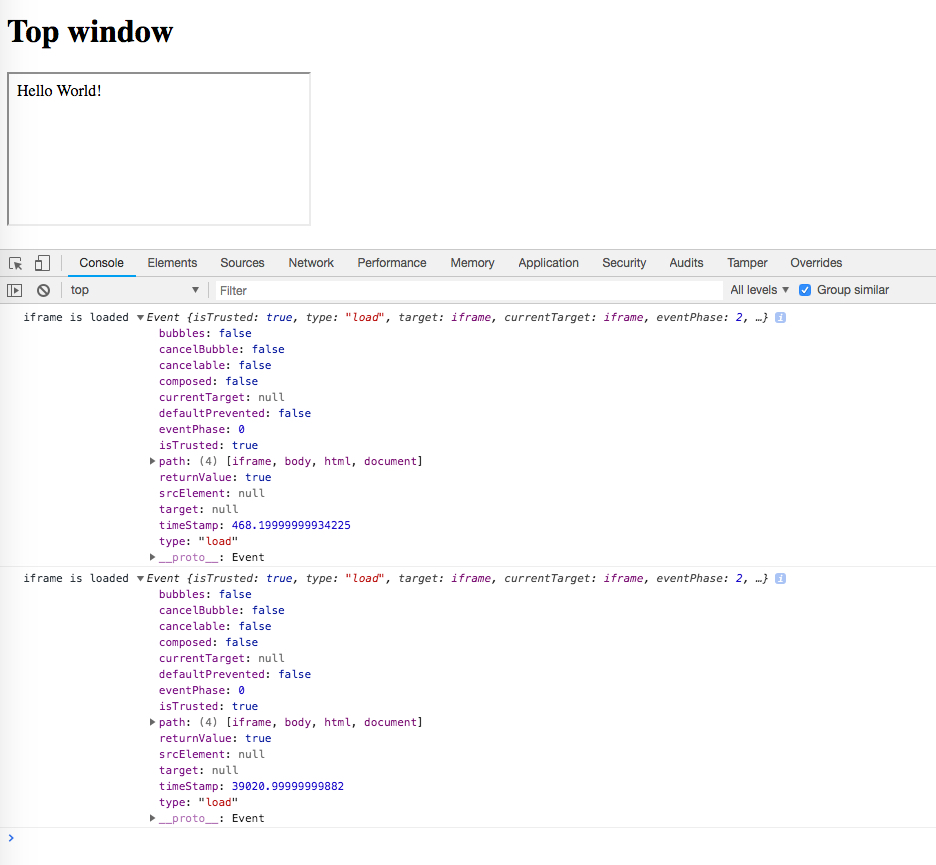 Top window
Hello World!
Console Elements Sources Network Performance Memory Application Security Audits Tamper Overrides
top Filter All levels Group similar
iframe is loaded Event {isTrusted: true, type: "load", target: iframe, currentTarget: iframe, eventPhase: 2, …}
bubbles: false
cancelBubble: false
cancelable: false
composed: false
currentTarget: null
defaultPrevented: false
eventPhase: 0
isTrusted: true
path: (4) [iframe, body, html, document]
returnValue: true
srcElement: null
target: null
timeStamp: 468.19999999934225
type: "load"
__proto__: Event
iframe is loaded Event {isTrusted: true, type: "load", target: iframe, currentTarget: iframe, eventPhase: 2, …}
bubbles: false
cancelBubble: false
cancelable: false
composed: false
currentTarget: null
defaultPrevented: false
eventPhase: 0
isTrusted: true
path: (4) [iframe, body, html, document]
returnValue: true
srcElement: null
target: null
timeStamp: 39020.99999999882
type: "load"
__proto__: Event